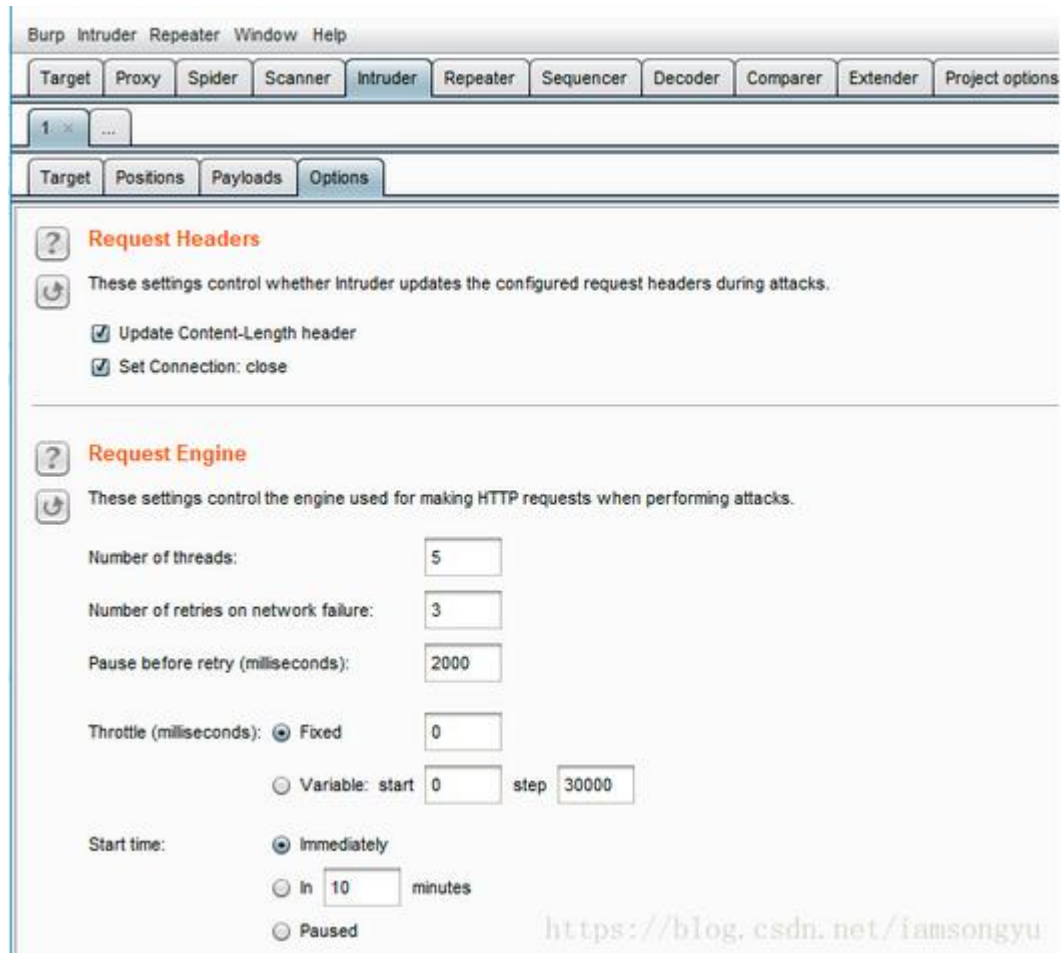 Burp Intruder Repeater Window Help
Target Proxy Spider Scanner Intruder Repeater Sequencer Decoder Comparer Extender Project options
1 × ...
Target Positions Payloads Options
? Request Headers
These settings control whether Intruder updates the configured request headers during attacks.
Update Content-Length header
Set Connection: close
? Request Engine
These settings control the engine used for making HTTP requests when performing attacks.
Number of threads: 5
Number of retries on network failure: 3
Pause before retry (milliseconds): 2000
Throttle (milliseconds): Fixed 0
Variable: start 0 step 30000
Start time: Immediately
In 10 minutes
Paused
https://blog.csdn.net/iamsongyu